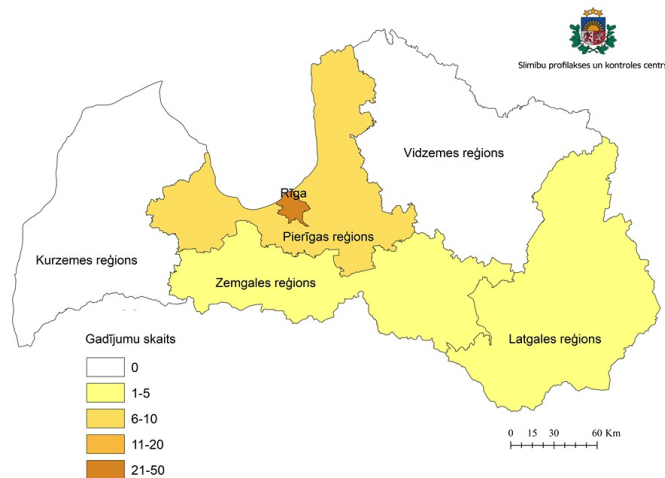 Slimību profilakses un kontroles centrs
Vidzemes reģions
Rīga
Pierīgas reģions
Kurzemes reģions
Zemgales reģions
Latgales reģions
Gadījumu skaits
0
1-5
6-10
11-20
21-50
0 15 30 60 Km